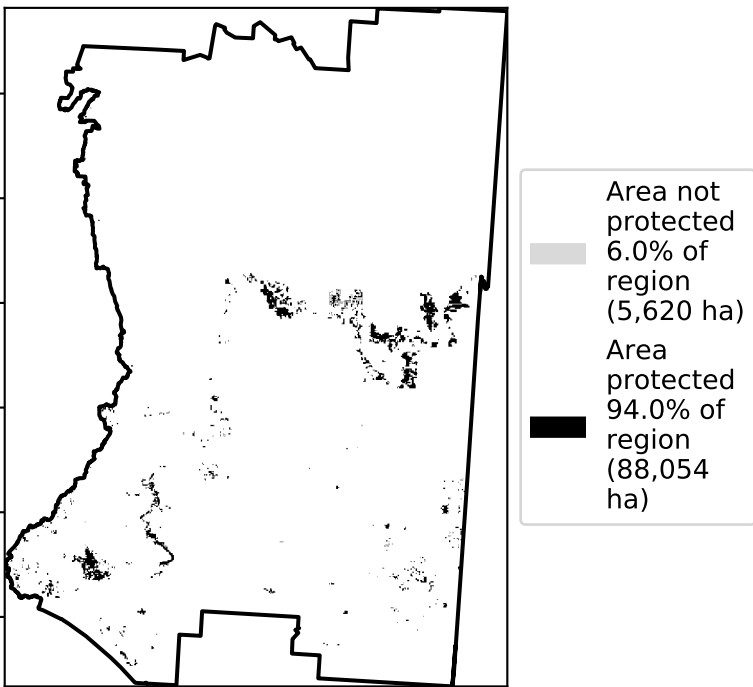 Area not
protected
6.0% of
region
(5,620 ha)
Area
protected
94.0% of
region
(88,054
ha)